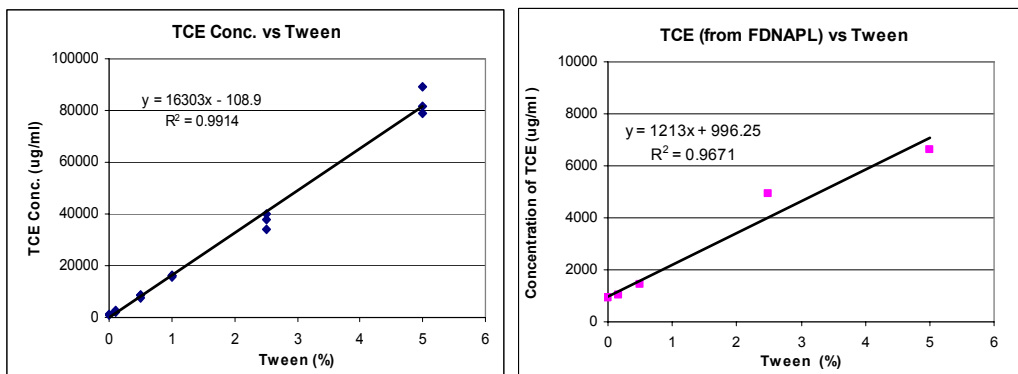 TCE Conc. vs Tween
TCE Conc. (ug/ml)
100000
80000
60000
40000
20000
0
y = 16303x - 108.9
R² = 0.9914
0 1 2 3 4 5 6
Tween (%)
TCE (from FDNAPL) vs Tween
Concentration of TCE (ug/ml)
10000
8000
6000
4000
2000
0
y = 1213x + 996.25
R² = 0.9671
0 1 2 3 4 5 6
Tween (%)